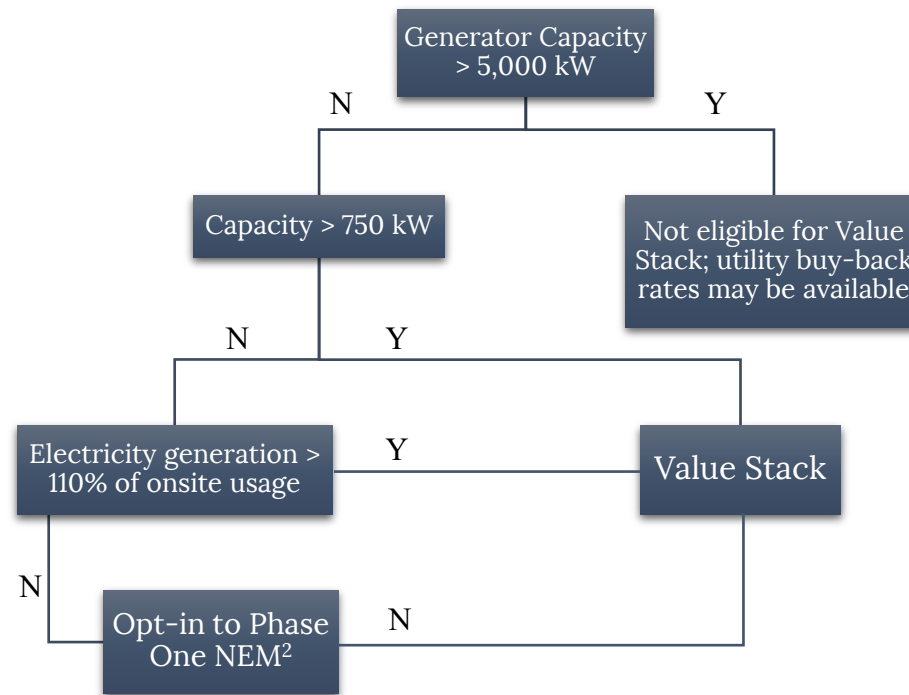 Generator Capacity
> 5,000 kW
N
Y
Capacity > 750 kW
Not eligible for Value
Stack; utility buy-back
rates may be available
N
Y
Electricity generation >
110% of onsite usage
Y
Value Stack
N
Opt-in to Phase
One NEM²
N